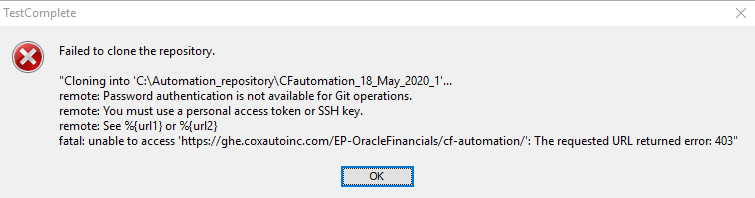 TestComplete
Failed to clone the repository.
"Cloning into 'C:\Automation_repository\CFautomation_18_May_2020_1'...
remote: Password authentication is not available for Git operations.
remote: You must use a personal access token or SSH key.
remote: See %{url1} or %{url2}
fatal: unable to access 'https://ghe.coxautoinc.com/EP-OracleFinancials/cf-automation/': The requested URL returned error: 403"
OK